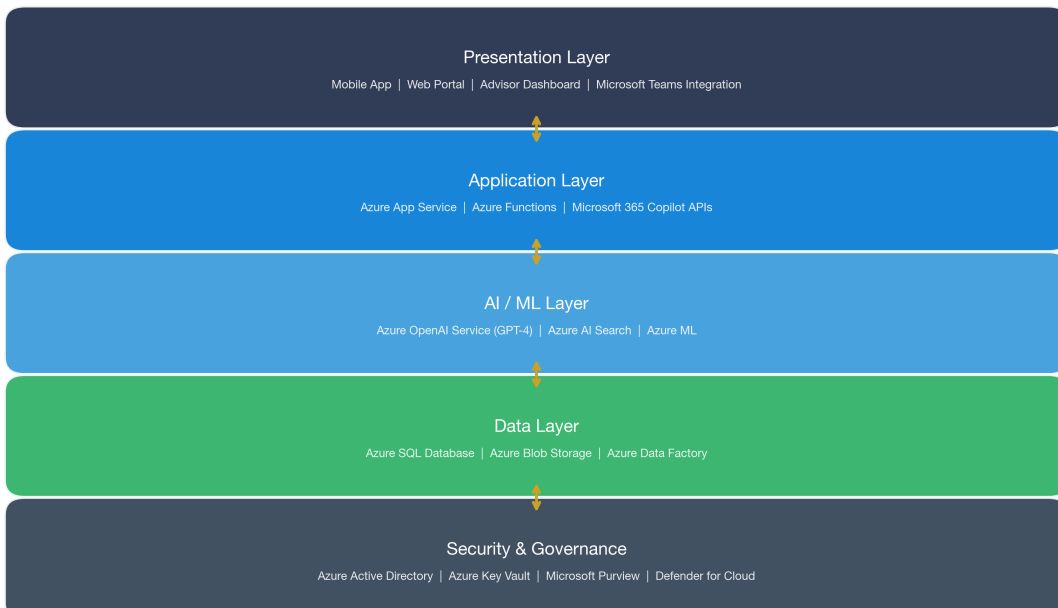 Presentation Layer
Mobile App | Web Portal | Advisor Dashboard | Microsoft Teams Integration
Application Layer
Azure App Service | Azure Functions | Microsoft 365 Copilot APIs
AI / ML Layer
Azure OpenAI Service (GPT-4) | Azure AI Search | Azure ML
Data Layer
Azure SQL Database | Azure Blob Storage | Azure Data Factory
Security & Governance
Azure Active Directory | Azure Key Vault | Microsoft Purview | Defender for Cloud